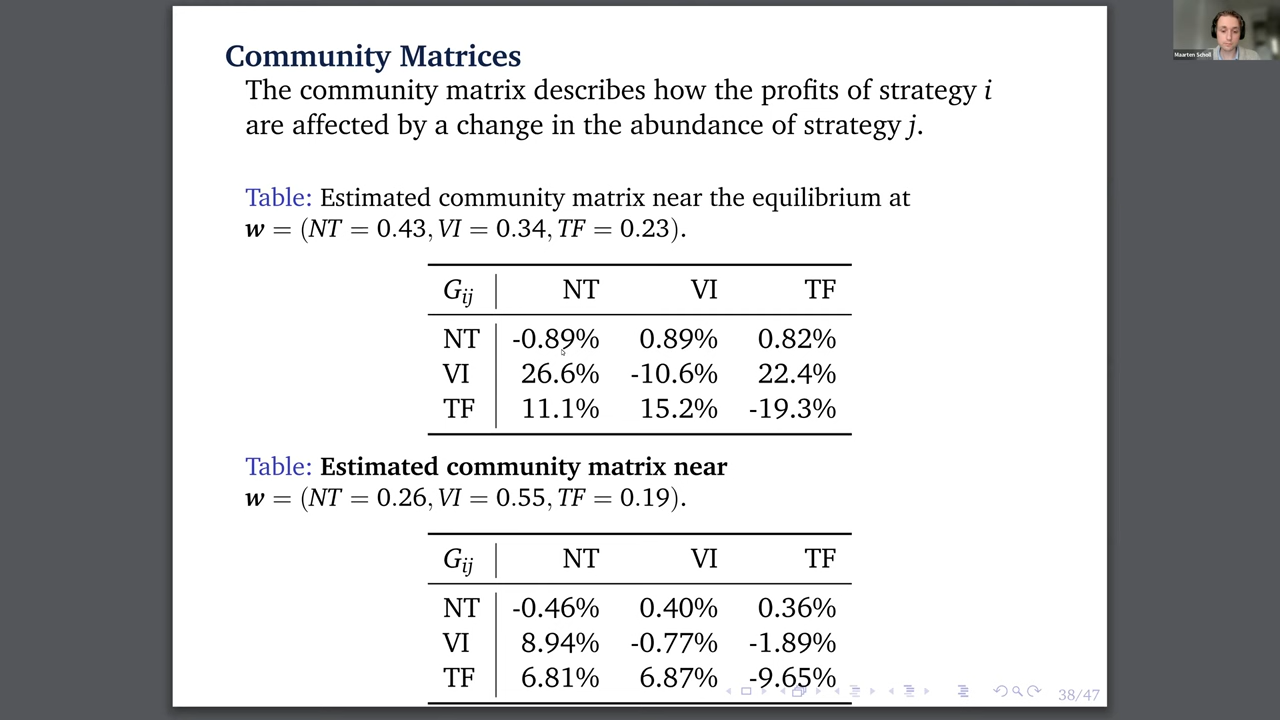 Community Matrices
The community matrix describes how the profits of strategy i
are affected by a change in the abundance of strategy j.
Table: Estimated community matrix near the equilibrium at
w = (NT = 0.43, VI = 0.34, TF = 0.23).
Gij NT VI TF
NT -0.89% 0.89% 0.82%
VI 26.6% -10.6% 22.4%
TF 11.1% 15.2% -19.3%
Table: Estimated community matrix near
w = (NT = 0.26, VI = 0.55, TF = 0.19).
Gij NT VI TF
NT -0.46% 0.40% 0.36%
VI 8.94% -0.77% -1.89%
TF 6.81% 6.87% -9.65%
38/47
Maarten Scholl